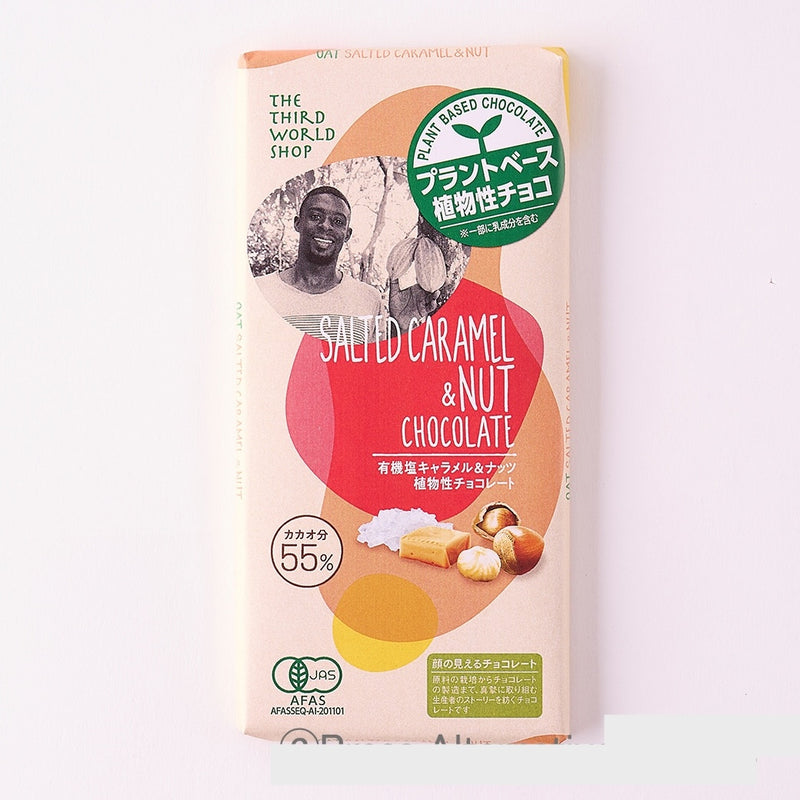 OAT SALTED CARAMEL & NUT
THE
THIRD
WORLD
SHOP
PLANT BASED CHOCOLATE
プラントベース
植物性チョコ
※一部に乳成分を含む
SALTED CARAMEL
& NUT
CHOCOLATE
有機塩キャラメル&ナッツ
植物性チョコレート
カカオ分
55%
JAS
AFAS
AFASSEQ-AI-201101
顔の見えるチョコレート
原料の栽培からチョコレート
の製造まで、真摯に取り組む
生産者のストーリーを紡ぐチョコ
レートです
OAT SALTED CARAMEL & NUT
OAT SALTED CARAMEL & NUT